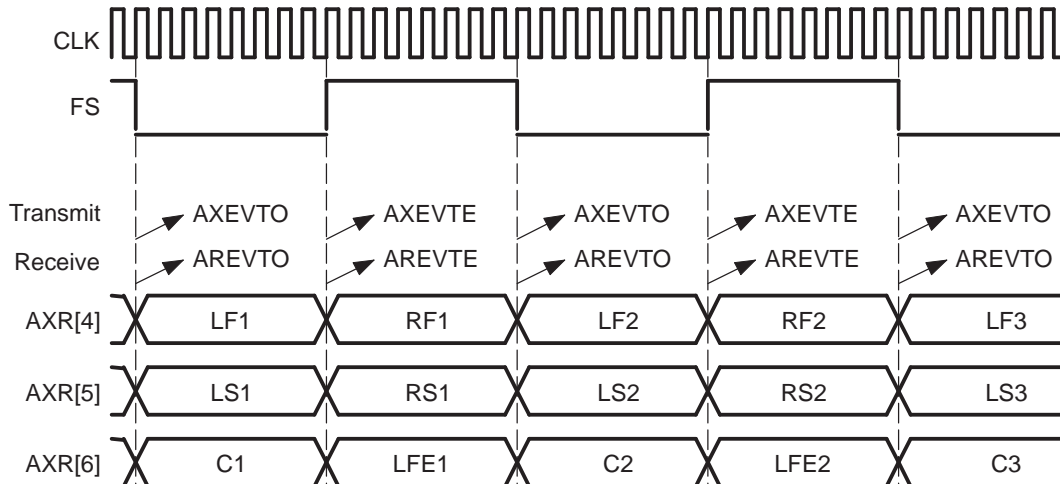 CLK
FS
Transmit AXEVTO AXEVTE AXEVTO AXEVTE AXEVTO
Receive AREVTO AREVTE AREVTO AREVTE AREVTO
AXR[4] LF1 RF1 LF2 RF2 LF3
AXR[5] LS1 RS1 LS2 RS2 LS3
AXR[6] C1 LFE1 C2 LFE2 C3